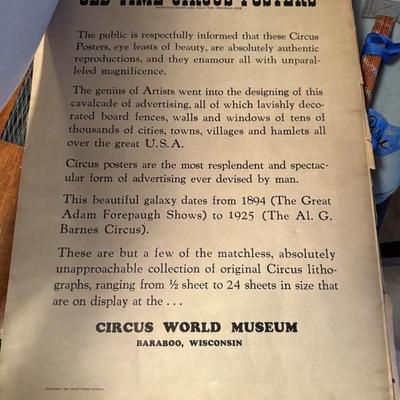 OLD TIME CIRCUS POSTERS
The public is respectfully informed that these Circus
Posters, eye feasts of beauty, are absolutely authentic
reproductions, and they enamour all with unparal-
leled magnificence.
The genius of Artists went into the designing of this
cavalcade of advertising, all of which lavishly deco-
rated board fences, walls and windows of tens of
thousands of cities, towns, villages and hamlets all
over the great U.S.A.
Circus posters are the most resplendent and spectac-
ular form of advertising ever devised by man.
This beautiful galaxy dates from 1894 (The Great
Adam Forepaugh Shows) to 1925 (The Al. G.
Barnes Circus).
These are but a few of the matchless, absolutely
unapproachable collection of original Circus litho-
graphs, ranging from ½ sheet to 24 sheets in size that
are on display at the . . .
CIRCUS WORLD MUSEUM
BARABOO, WISCONSIN